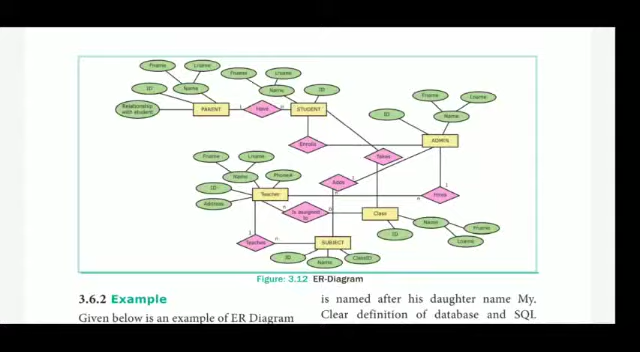 Fname
Lname
ID
Name
Relationship
with student
PARENT
Fname
Lname
Name
ID
STUDENT
Enrolls
Takes
Fname
Lname
Name
ID
ADMIN
Fname
Lname
Name
Phone#
ID
Address
Teacher
Adds
Hires
Is assigned
to
Class
ID
Name
Fname
Lname
Teaches
SUBJECT
ID
Name
ClassID
Figure: 3.12 ER-Diagram
3.6.2 Example
Given below is an example of ER Diagram
is named after his daughter name My.
Clear definition of database and SQL